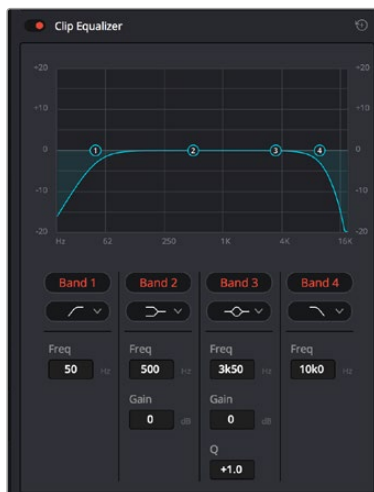 Clip Equalizer
+20 +20
+10 +10
0 0
-10 -10
-20 -20
Hz 62 250 1K 4K 16K
1 2 3 4
Band 1 Band 2 Band 3 Band 4
Freq Freq Freq Freq
50 Hz 500 Hz 3k50 Hz 10k0 Hz
Gain Gain
0 dB 0 dB
Q
+1.0